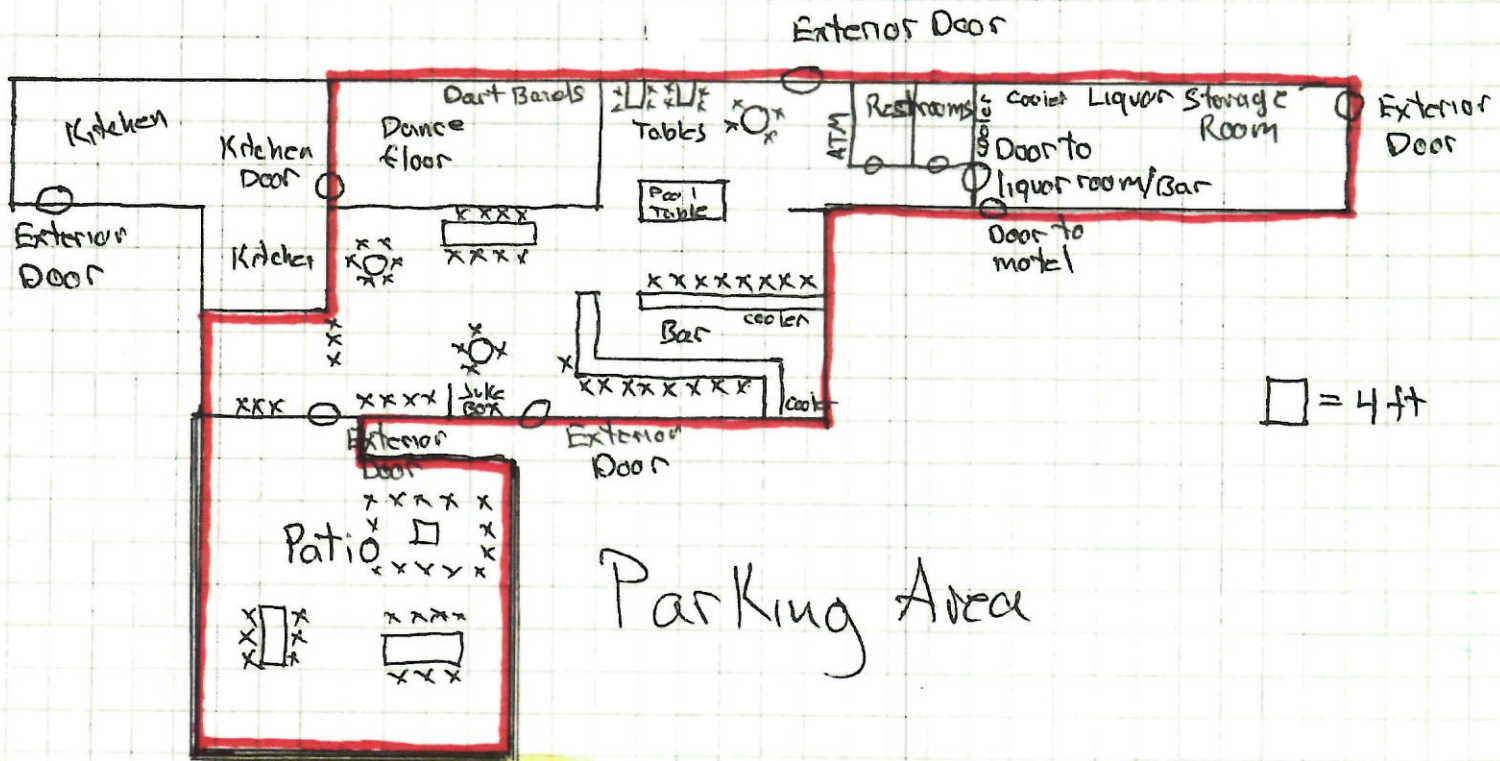 Exterior Door
Kitchen
Kitchen
Door
Dance
floor
Dart Bards
Tables
ATM
Restrooms
cooler
cooler
Liquor Storage
Room
Exterior
Door
Door to
liquor room/Bar
Pool
Table
Exterior
Door
Kitchen
Door to
motel
cooler
Bar
Juke
Box
cooler
Exterior
Door
Exterior
Door
= 4 ft
Patio
Parking Area